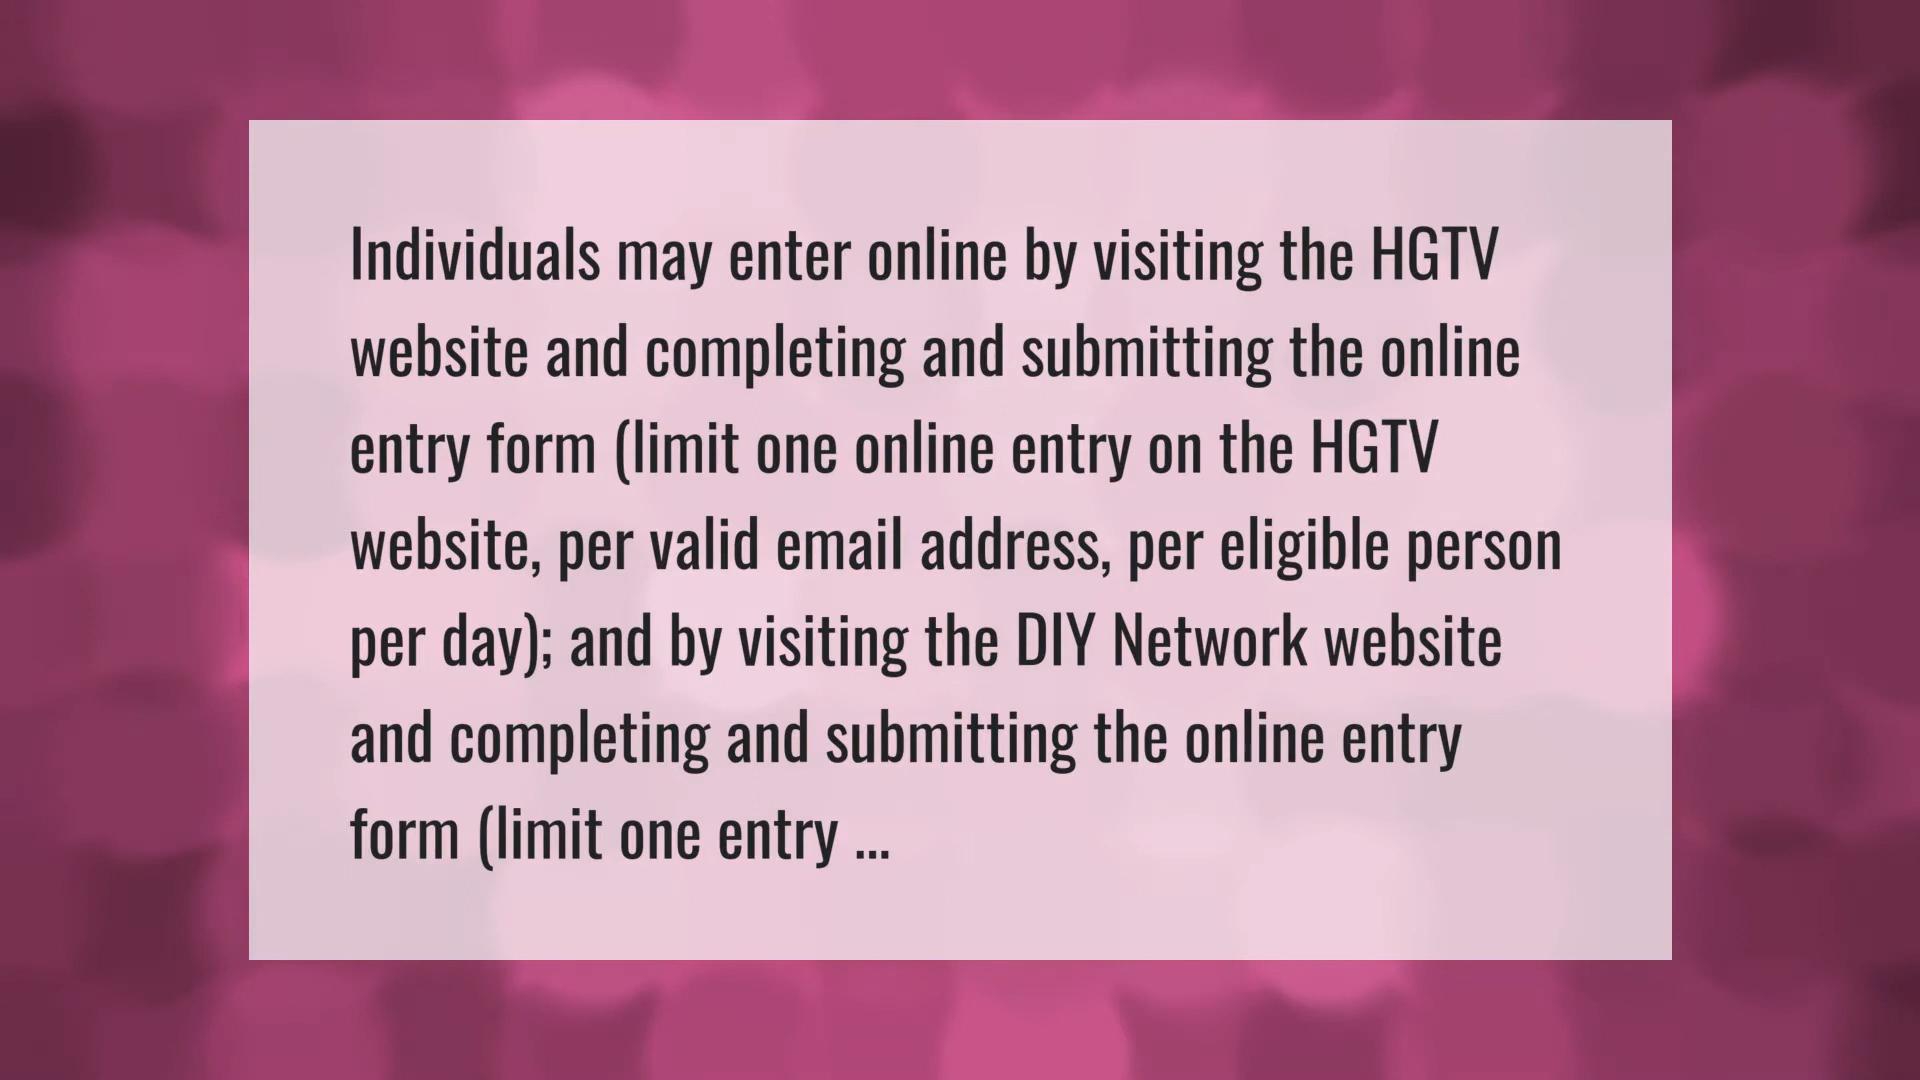 Individuals may enter online by visiting the HGTV
website and completing and submitting the online
entry form (limit one online entry on the HGTV
website, per valid email address, per eligible person
per day); and by visiting the DIY Network website
and completing and submitting the online entry
form (limit one entry ...